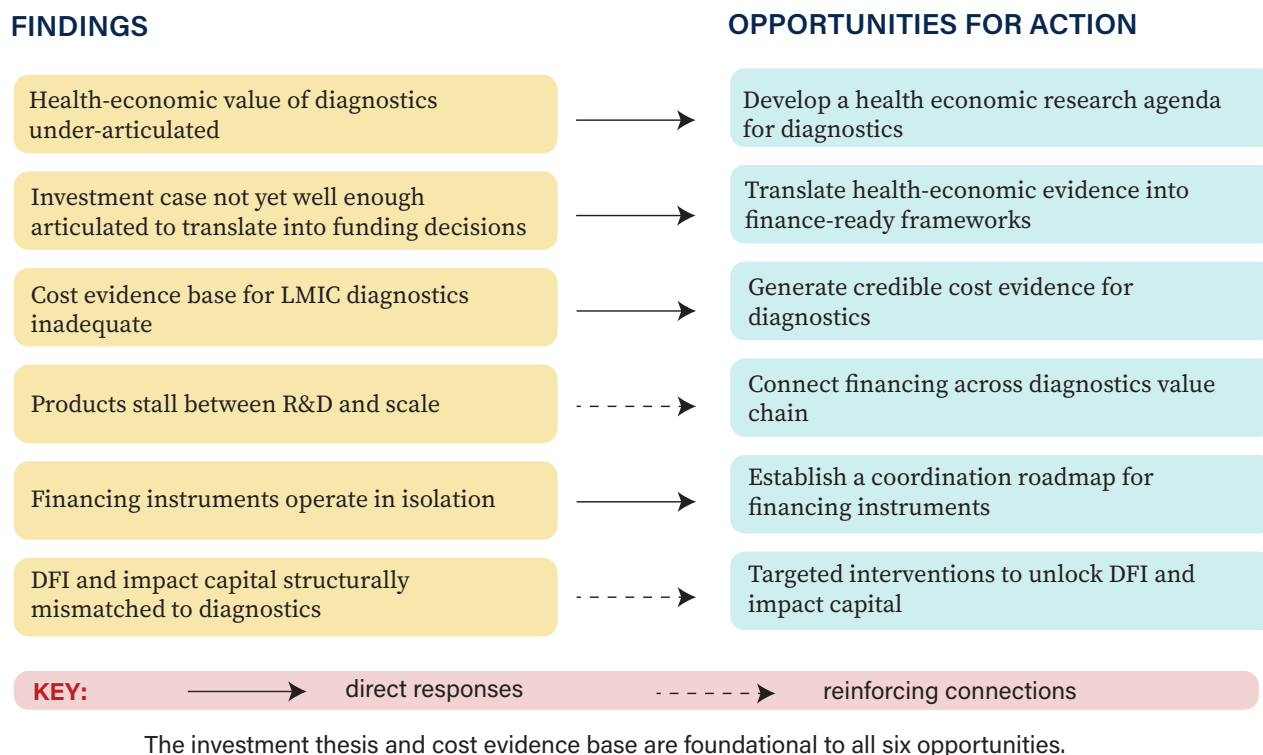 FINDINGS
OPPORTUNITIES FOR ACTION
Health-economic value of diagnostics
under-articulated
Develop a health economic research agenda
for diagnostics
Investment case not yet well enough
articulated to translate into funding decisions
Translate health-economic evidence into
finance-ready frameworks
Cost evidence base for LMIC diagnostics
inadequate
Generate credible cost evidence for
diagnostics
Products stall between R&D and scale
Connect financing across diagnostics value
chain
Financing instruments operate in isolation
Establish a coordination roadmap for
financing instruments
DFI and impact capital structurally
mismatched to diagnostics
Targeted interventions to unlock DFI and
impact capital
KEY:
direct responses
reinforcing connections
The investment thesis and cost evidence base are foundational to all six opportunities.